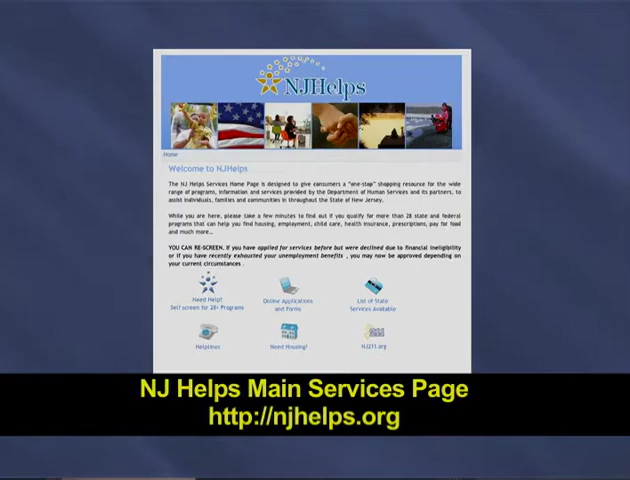 NJHelps
Home
Welcome to NJHelps
The NJ Helps Services Home Page is designed to give consumers a "one-stop" shopping resource for the wide
range of programs, information and services provided by the Department of Human Services and its partners, to
assist individuals, families and communities in throughout the State of New Jersey.
While you are here, please take a few minutes to find out if you qualify for more than 28 state and federal
programs that can help you find housing, employment, child care, health insurance, prescriptions, pay for food
and much more...
YOU CAN RE-SCREEN. If you have applied for services before but were declined due to financial ineligibility
or if you have recently exhausted your unemployment benefits , you may now be approved depending on
your current circumstances .
Need Help?
Self screen for 28+ Programs
Online Applications
and Forms
List of State
Services Available
Helplines
Need Housing?
NJ211.org
NJ Helps Main Services Page
http://njhelps.org